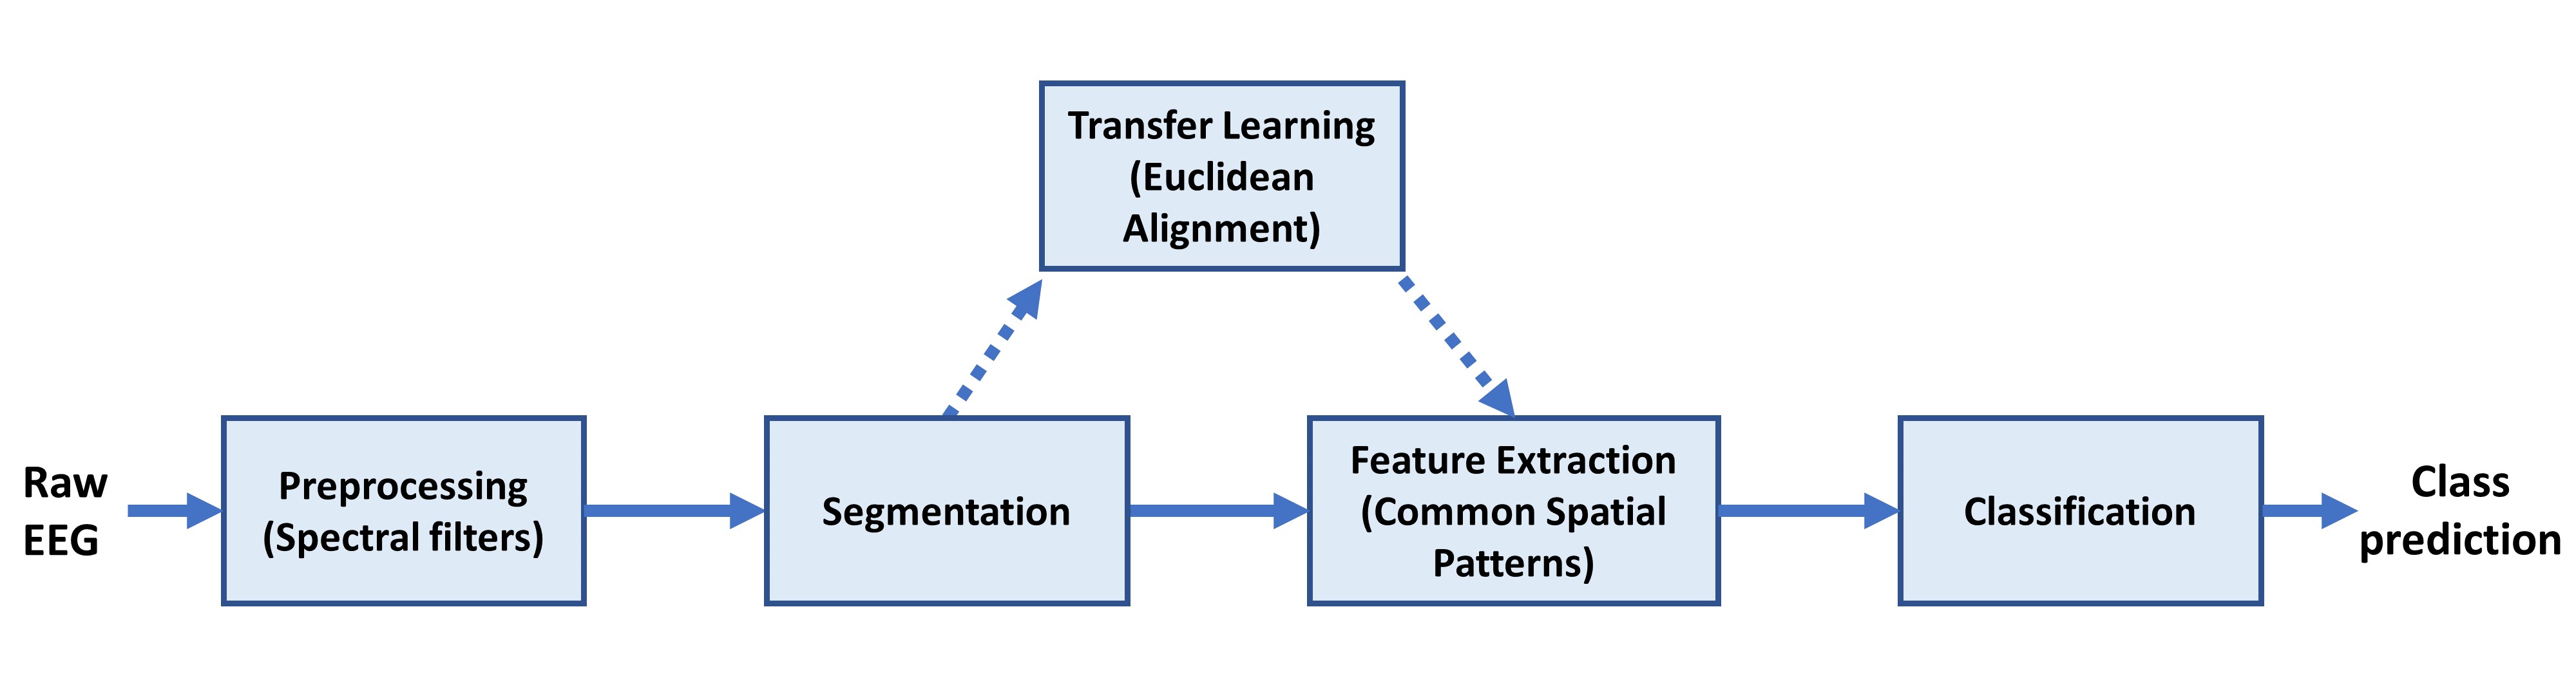 Transfer Learning
(Euclidean
Alignment)
Raw
EEG
Preprocessing
(Spectral filters)
Segmentation
Feature Extraction
(Common Spatial
Patterns)
Classification
Class
prediction